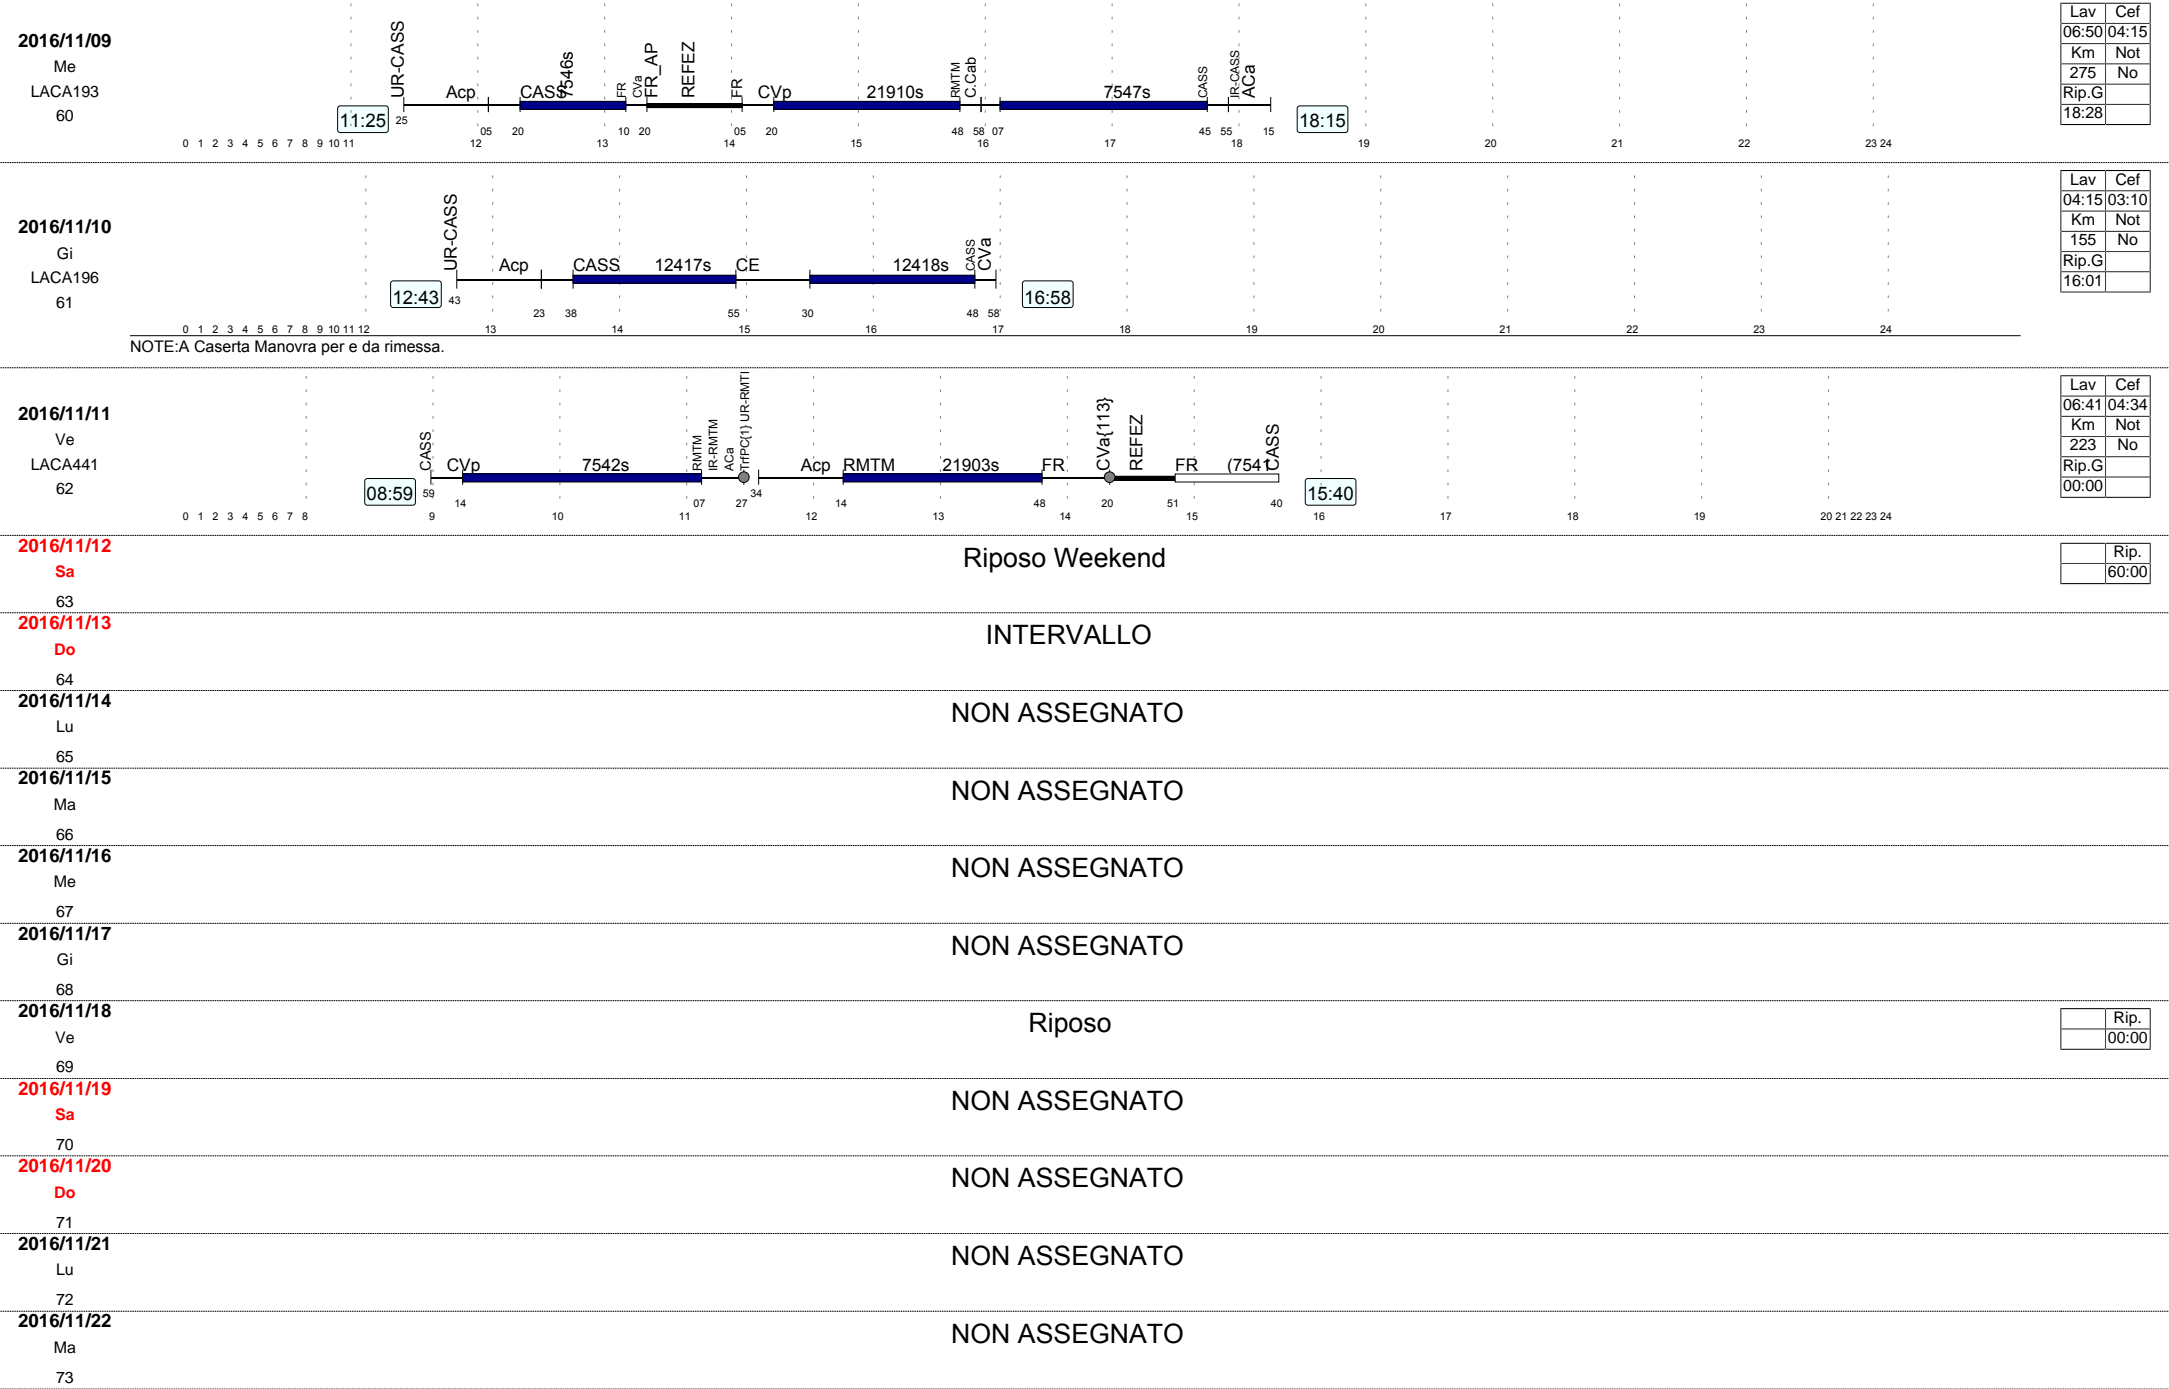 2016/11/09
Me
LACA193
60
11:25
UR-CASS Acp CASS 7546s FR CVa FR_AP REFEZ FR CVp 21910s RMTM C.Cab 7547s CASS IR-CASS ACa
25 05 20 10 20 05 20 48 58 07 45 55 15
18:15
0 1 2 3 4 5 6 7 8 9 10 11 12 13 14 15 16 17 18 19 20 21 22 23 24
Lav Cef
06:50 04:15
Km Not
275 No
Rip.G
18:28
2016/11/10
Gi
LACA196
61
12:43
UR-CASS Acp CASS 12417s CE 12418s CASS CVa
43 23 38 55 30 48 58
16:58
0 1 2 3 4 5 6 7 8 9 10 11 12 13 14 15 16 17 18 19 20 21 22 23 24
NOTE:A Caserta Manovra per e da rimessa.
Lav Cef
04:15 03:10
Km Not
155 No
Rip.G
16:01
2016/11/11
Ve
LACA441
62
08:59
CASS CVp 7542s RMTM IR-RMTM ACa TrfPC{1} UR-RMTI Acp RMTM 21903s FR CVa{113} REFEZ FR (7541 CASS
59 14 07 27 34 14 48 20 51 40
15:40
0 1 2 3 4 5 6 7 8 9 10 11 12 13 14 15 16 17 18 19 20 21 22 23 24
Lav Cef
06:41 04:34
Km Not
223 No
Rip.G
00:00
2016/11/12
Sa
63
Riposo Weekend
Rip.
60:00
2016/11/13
Do
64
INTERVALLO
2016/11/14
Lu
65
NON ASSEGNATO
2016/11/15
Ma
66
NON ASSEGNATO
2016/11/16
Me
67
NON ASSEGNATO
2016/11/17
Gi
68
NON ASSEGNATO
2016/11/18
Ve
69
Riposo
Rip.
00:00
2016/11/19
Sa
70
NON ASSEGNATO
2016/11/20
Do
71
NON ASSEGNATO
2016/11/21
Lu
72
NON ASSEGNATO
2016/11/22
Ma
73
NON ASSEGNATO